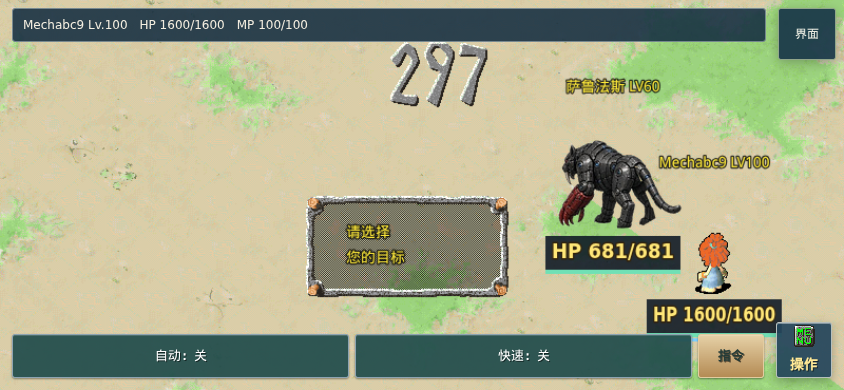 Mechabc9 Lv.100 HP 1600/1600 MP 100/100
界面
297
萨鲁法斯 LV60
Mechabc9 LV100
请选择
您的目标
HP 681/681
HP 1600/1600
自动: 关
快速: 关
指令
MENU
操作